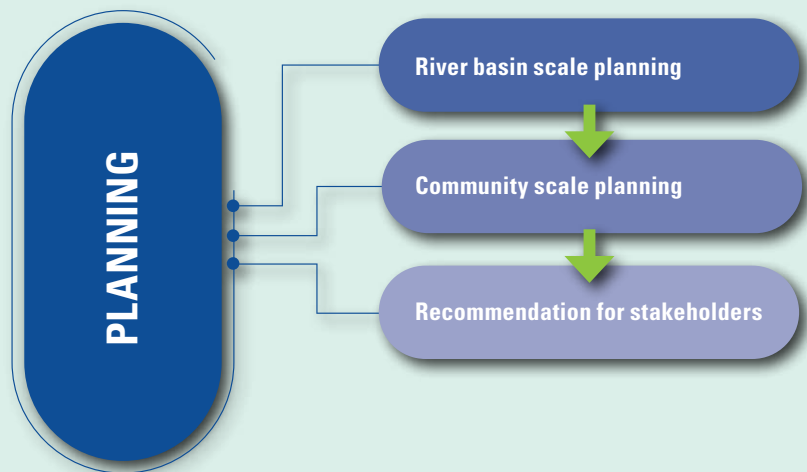 PLANNING
River basin scale planning
Community scale planning
Recommendation for stakeholders